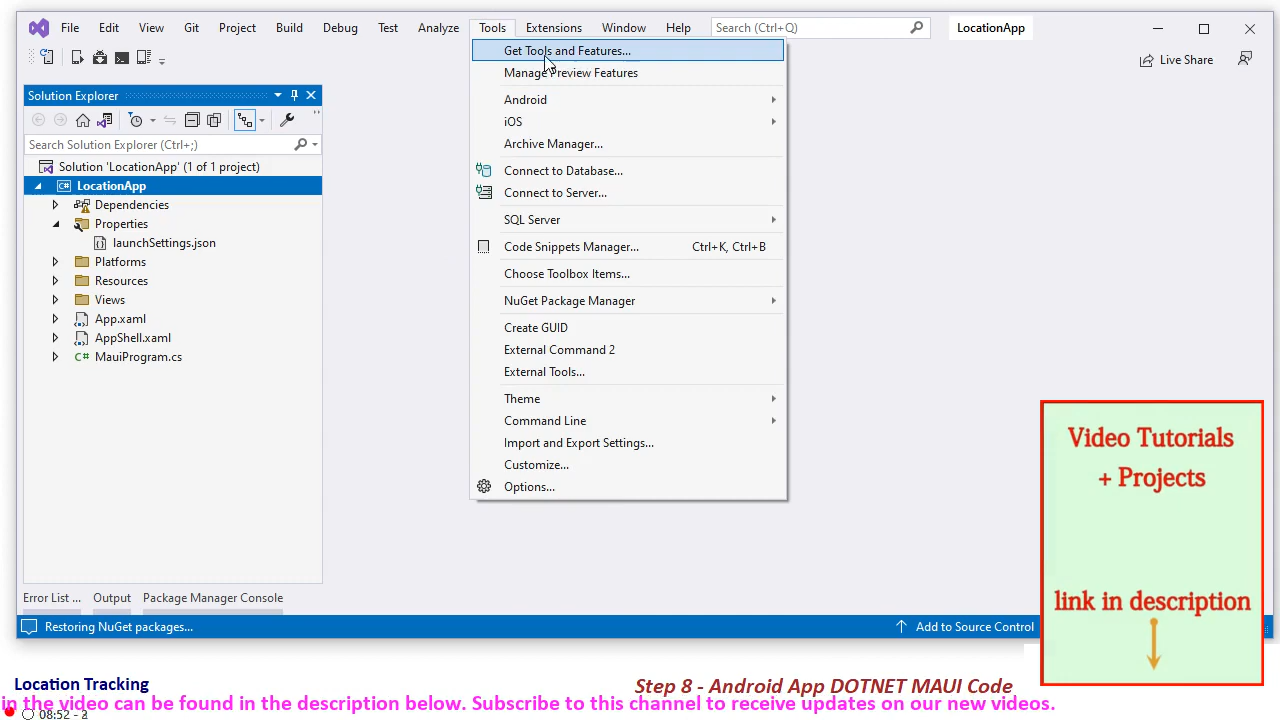 File Edit View Git Project Build Debug Test Analyze Tools Extensions Window Help Search (Ctrl+Q) LocationApp
Live Share
Solution Explorer
Search Solution Explorer (Ctrl+;)
Solution 'LocationApp' (1 of 1 project)
LocationApp
Dependencies
Properties
launchSettings.json
Platforms
Resources
Views
App.xaml
AppShell.xaml
C# MauiProgram.cs
Get Tools and Features...
Manage Preview Features
Android
iOS
Archive Manager...
Connect to Database...
Connect to Server...
SQL Server
Code Snippets Manager... Ctrl+K, Ctrl+B
Choose Toolbox Items...
NuGet Package Manager
Create GUID
External Command 2
External Tools...
Theme
Command Line
Import and Export Settings...
Customize...
Options...
Error List ... Output Package Manager Console
Restoring NuGet packages... Add to Source Control
Video Tutorials
+ Projects
link in description
Location Tracking
Step 8 - Android App DOTNET MAUI Code
in the video can be found in the description below. Subscribe to this channel to receive updates on our new videos.
08:52 - 2